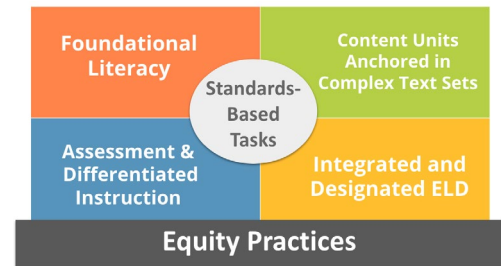 Foundational
Literacy
Content Units
Anchored in
Complex Text Sets
Standards-
Based
Tasks
Assessment &
Differentiated
Instruction
Integrated and
Designated ELD
Equity Practices